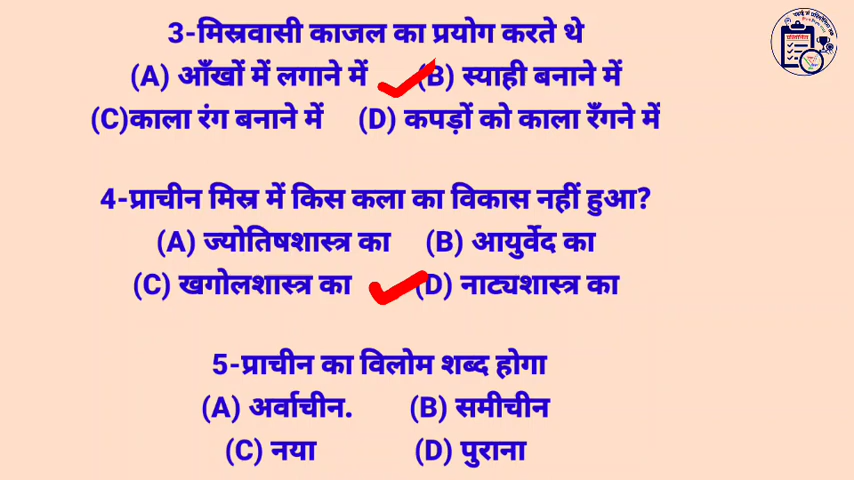 3-मिस्रवासी काजल का प्रयोग करते थे
(A) आँखों में लगाने में (B) स्याही बनाने में
(C)काला रंग बनाने में (D) कपड़ों को काला रँगने में
4-प्राचीन मिस्र में किस कला का विकास नहीं हुआ?
(A) ज्योतिषशास्त्र का (B) आयुर्वेद का
(C) खगोलशास्त्र का (D) नाट्यशास्त्र का
5-प्राचीन का विलोम शब्द होगा
(A) अर्वाचीन. (B) समीचीन
(C) नया (D) पुराना